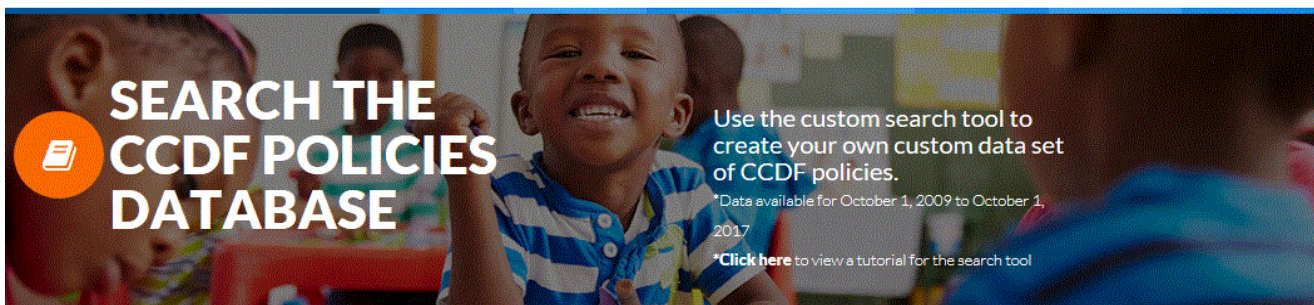 SEARCH THE
CCDF POLICIES
DATABASE
Use the custom search tool to
create your own custom data set
of CCDF policies.
*Data available for October 1, 2009 to October 1,
2017
*Click here to view a tutorial for the search tool